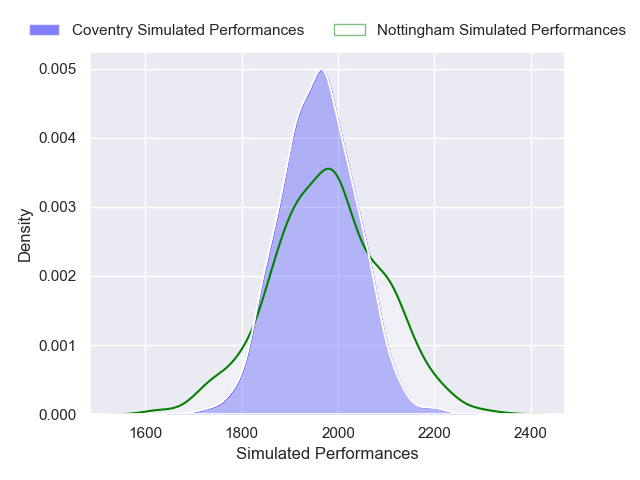 Coventry Simulated Performances Nottingham Simulated Performances
0.005
0.004
0.003
0.002
0.001
0.000
Density
1600 1800 2000 2200 2400
Simulated Performances